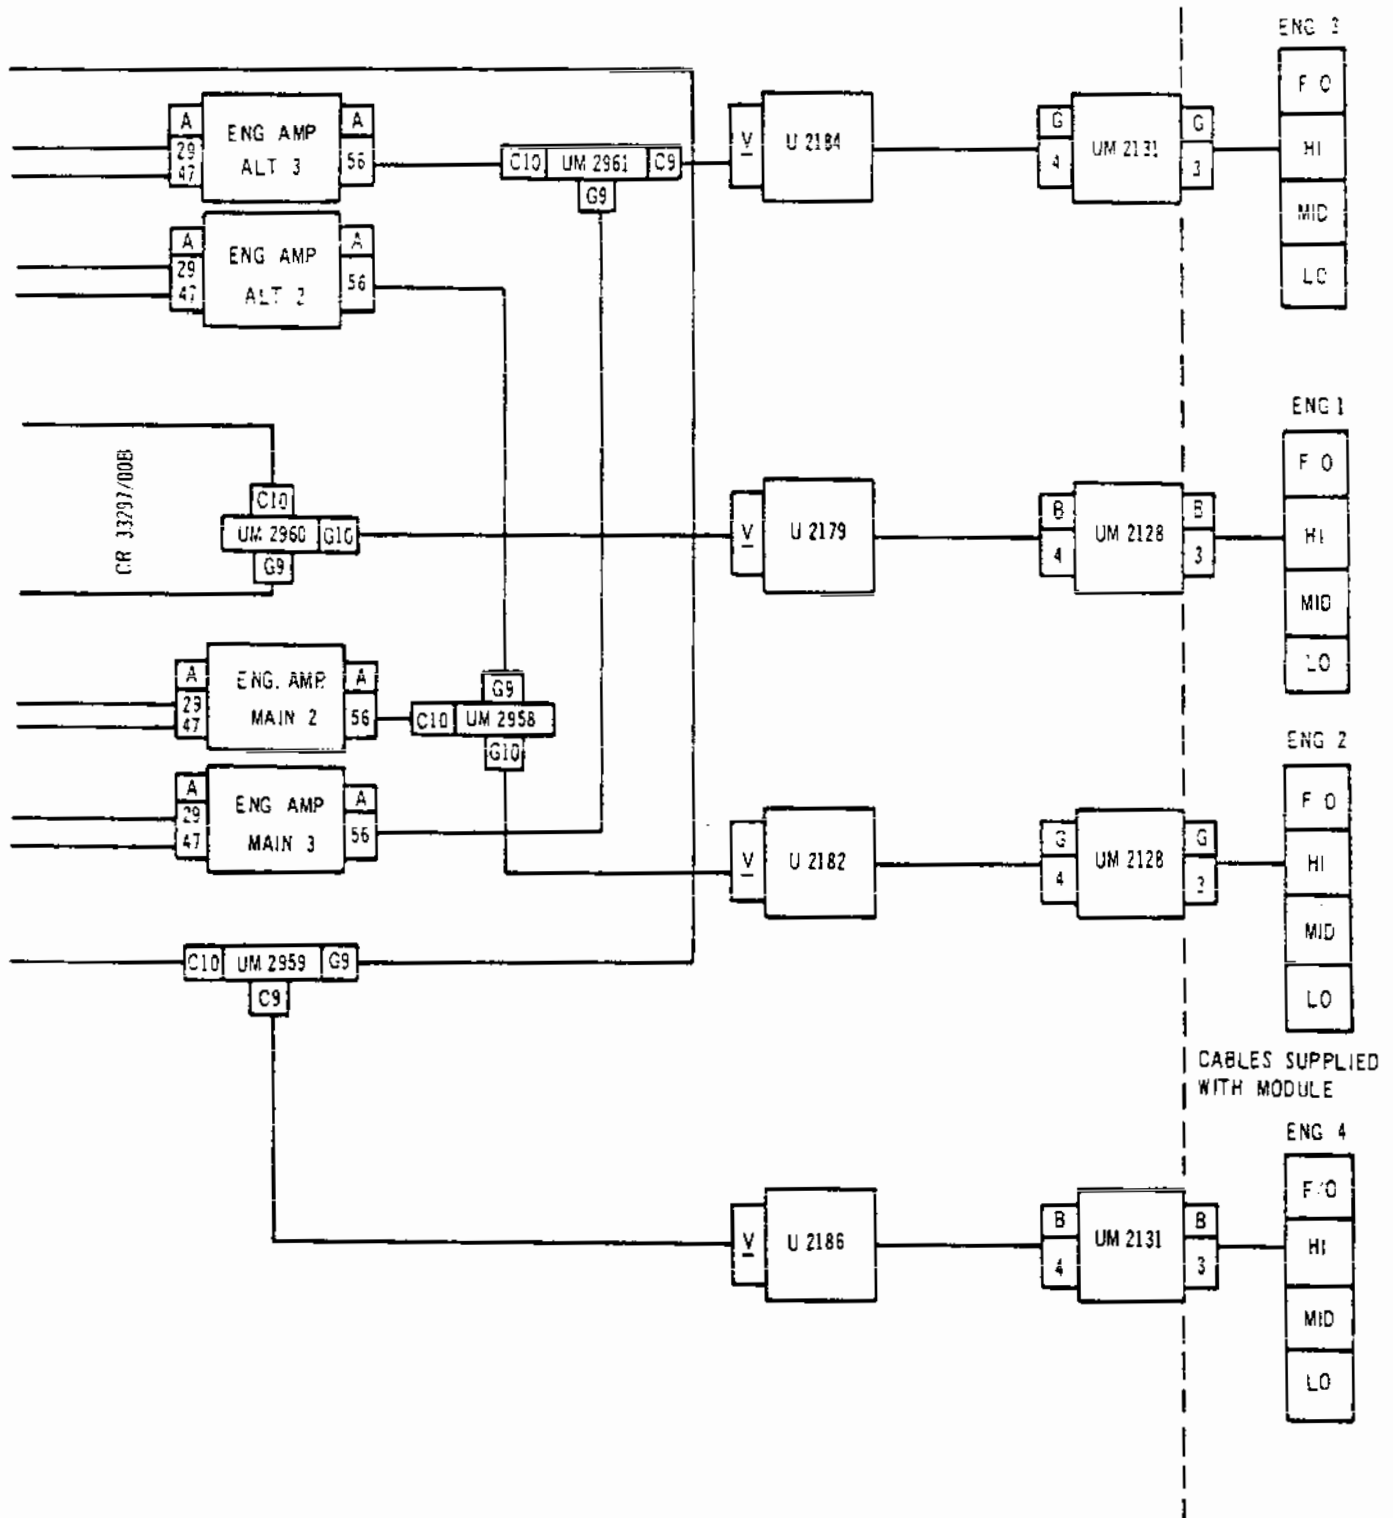 ENG 3
F O
HI
MID
LO
A
29
47
ENG AMP
ALT 3
A
56
C10 UM 2961 C9
G9
V
U 2184
G
4
UM 2131
G
3
A
29
47
ENG AMP
ALT 2
A
56
CR 33297/00B
C10
UM 2960 G10
G9
V
U 2179
B
4
UM 2128
B
3
ENG 1
F O
HI
MID
LO
A
29
47
ENG. AMP.
MAIN 2
A
56
G9
C10 UM 2958
G10
A
29
47
ENG AMP
MAIN 3
A
56
V
U 2182
G
4
UM 2128
G
3
ENG 2
F O
HI
MID
LO
C10 UM 2959 G9
C9
CABLES SUPPLIED
WITH MODULE
V
U 2186
B
4
UM 2131
B
3
ENG 4
F/O
HI
MID
LO